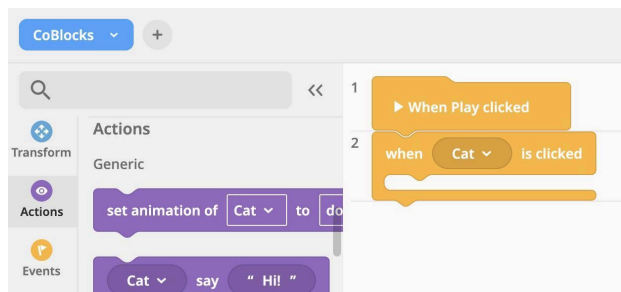 CoBlocks
+
1
When Play clicked
2
when Cat is clicked
Transform
Actions
Events
Actions
Generic
set animation of Cat to do
Cat say “ Hi! ”